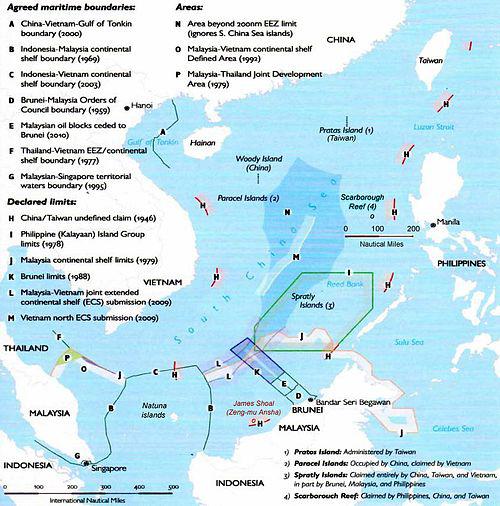 Agreed maritime boundaries:
A China-Vietnam-Gulf of Tonkin
boundary (2000)
B Indonesia-Malaysia continental
shelf boundary (1969)
C Indonesia-Vietnam continental
shelf boundary (2003)
D Brunei-Malaysia Orders of
Council boundary (1959)
E Malaysian oil blocks ceded to
Brunei (2010)
F Thailand-Vietnam EEZ/continental
shelf boundary (1977)
G Malaysian-Singapore territorial
waters boundary (1995)
Declared limits:
H China/Taiwan undefined claim (1946)
I Philippine (Kalayaan) Island Group
limits (1978)
J Malaysia continental shelf limits (1979)
K Brunei limits (1988)
L Malaysia-Vietnam joint extended
continental shelf (ECS) submission (2009)
M Vietnam north ECS submission (2009)
Areas:
N Area beyond 200nm EEZ limit
(ignores S. China Sea islands)
O Malaysia-Vietnam continental shelf
Defined Area (1992)
P Malaysia-Thailand Joint Development
Area (1979)
CHINA
Taiwan
Hanoi
A
Gulf of Tonkin
Hainan
Pratas Island (1)
(Taiwan)
H
Luzon Strait
H
Woody Island
(China)
H
Paracel Islands (2)
N
Scarborough
Reef (4)
H
Manila
0 200
Nautical Miles
South China Sea
M
PHILIPPINES
H
VIETNAM
I
Reed Bank
H
Spratly
Islands (3)
F
THAILAND
P
O
J
C
H
L
L
K
J
H
Sulu Sea
E
D
BRUNEI
Bandar Seri Begawan
MALAYSIA
B
Natuna
islands
B
James Shoal
(Zeng-mu Ansha)
H
MALAYSIA
J
Celebes Sea
G
Singapore
INDONESIA
INDONESIA
0 100 200 300 400 500
International Nautical Miles
1) Pratas Island: Administered by Taiwan
2) Paracel Islands: Occupied by China, claimed by Vietnam
3) Spratly Islands: Claimed entirely by China, Taiwan, Vietnam,
in part by Brunei, Malaysia, and Philippines
4) Scarborough Reef: Claimed by Philippines, China, and Taiwan